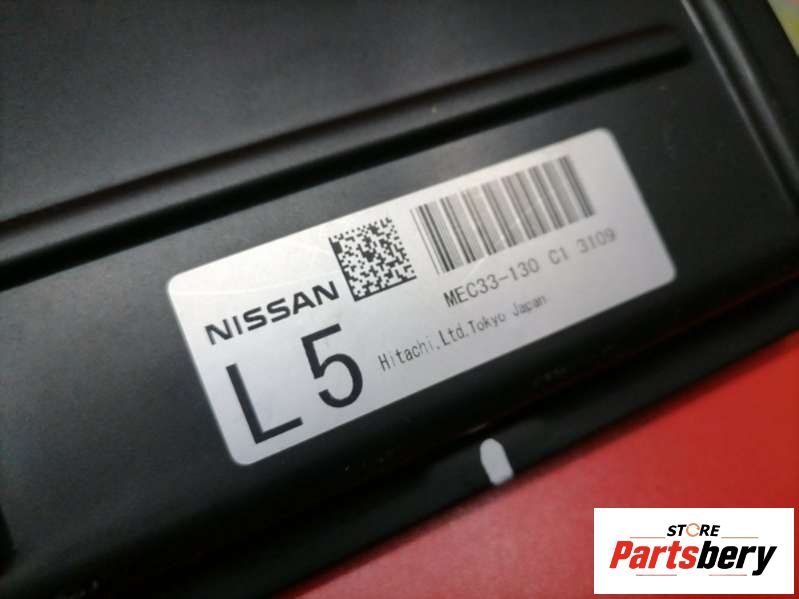 NISSAN
MEC33-130 C1 3109
L5
Hitachi,Ltd.Tokyo Japan
STORE
Partsbery